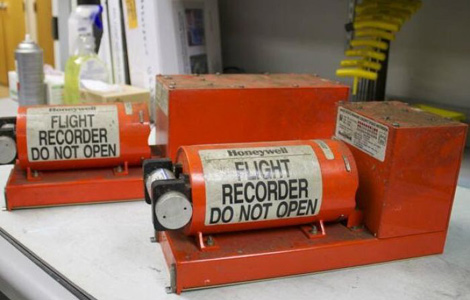 Honeywell
FLIGHT
RECORDER
DO NOT OPEN
Honeywell
FLIGHT
RECORDER
DO NOT OPEN